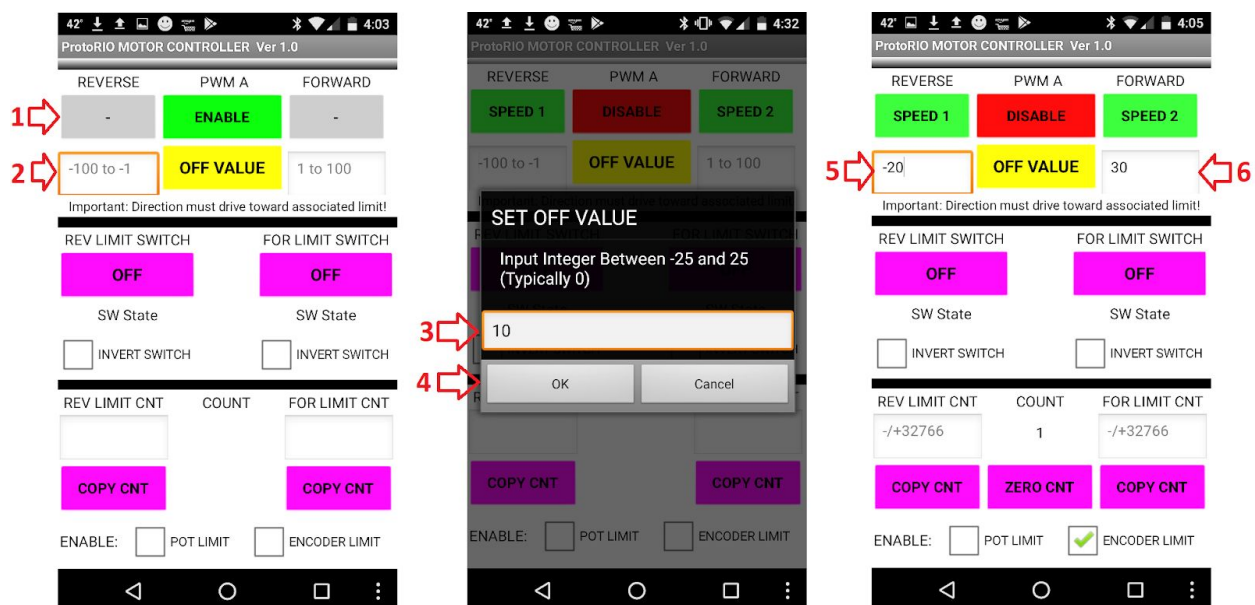 42° 4:03
ProtoRIO MOTOR CONTROLLER Ver 1.0
REVERSE PWM A FORWARD
1 - ENABLE -
2 -100 to -1 OFF VALUE 1 to 100
Important: Direction must drive toward associated limit!
REV LIMIT SWITCH FOR LIMIT SWITCH
OFF OFF
SW State SW State
INVERT SWITCH INVERT SWITCH
REV LIMIT CNT COUNT FOR LIMIT CNT
COPY CNT COPY CNT
ENABLE: POT LIMIT ENCODER LIMIT
42° 4:32
ProtoRIO MOTOR CONTROLLER Ver 1.0
REVERSE PWM A FORWARD
SPEED 1 DISABLE SPEED 2
-100 to -1 OFF VALUE 1 to 100
SET OFF VALUE
Input Integer Between -25 and 25
(Typically 0)
3 10
4 OK Cancel
COPY CNT COPY CNT
ENABLE: POT LIMIT ENCODER LIMIT
42° 4:05
ProtoRIO MOTOR CONTROLLER Ver 1.0
REVERSE PWM A FORWARD
SPEED 1 DISABLE SPEED 2
5 -20 OFF VALUE 30 6
Important: Direction must drive toward associated limit!
REV LIMIT SWITCH FOR LIMIT SWITCH
OFF OFF
SW State SW State
INVERT SWITCH INVERT SWITCH
REV LIMIT CNT COUNT FOR LIMIT CNT
-/+32766 1 -/+32766
COPY CNT ZERO CNT COPY CNT
ENABLE: POT LIMIT ENCODER LIMIT